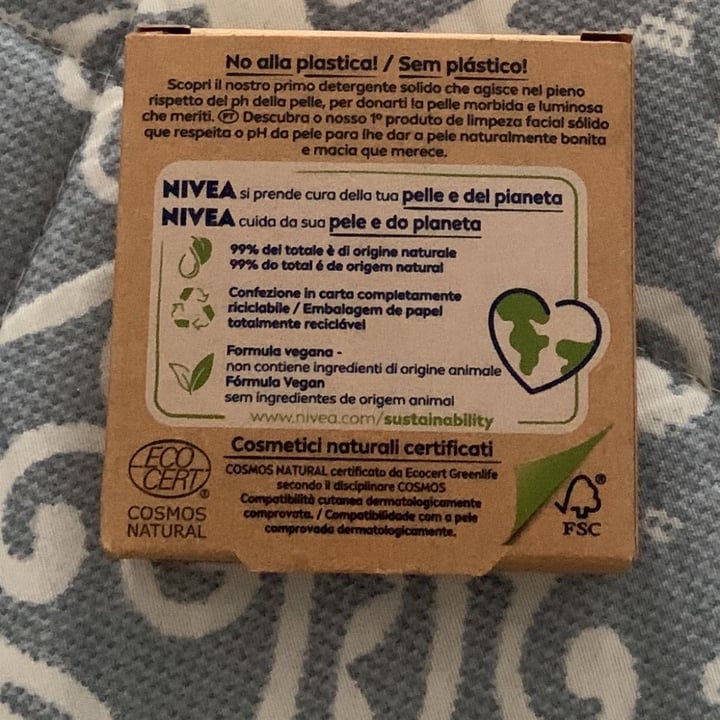 No alla plastica! / Sem plástico!
Scopri il nostro primo detergente solido che agisce nel pieno
rispetto del ph della pelle, per donarti la pelle morbida e luminosa
che meriti. PT Descubra o nosso 1º produto de limpeza facial sólido
que respeita o pH da pele para lhe dar a pele naturalmente bonita
e macia que merece.
NIVEA si prende cura della tua pelle e del pianeta
NIVEA cuida da sua pele e do planeta
99% del totale è di origine naturale
99% do total é de origem natural
Confezione in carta completamente
riciclabile / Embalagem de papel
totalmente reciclável
Formula vegana -
non contiene ingredienti di origine animale
Fórmula Vegan
sem ingredientes de origem animal
www.nivea.com/sustainability
Cosmetici naturali certificati
COSMOS NATURAL certificato da Ecocert Greenlife
secondo il disciplinare COSMOS
Compatibilità cutanea dermatologicamente
comprovata. / Compatibilidade com a pele
comprovada dermatologicamente.
ECO
CERT®
COSMOS
NATURAL
®
FSC